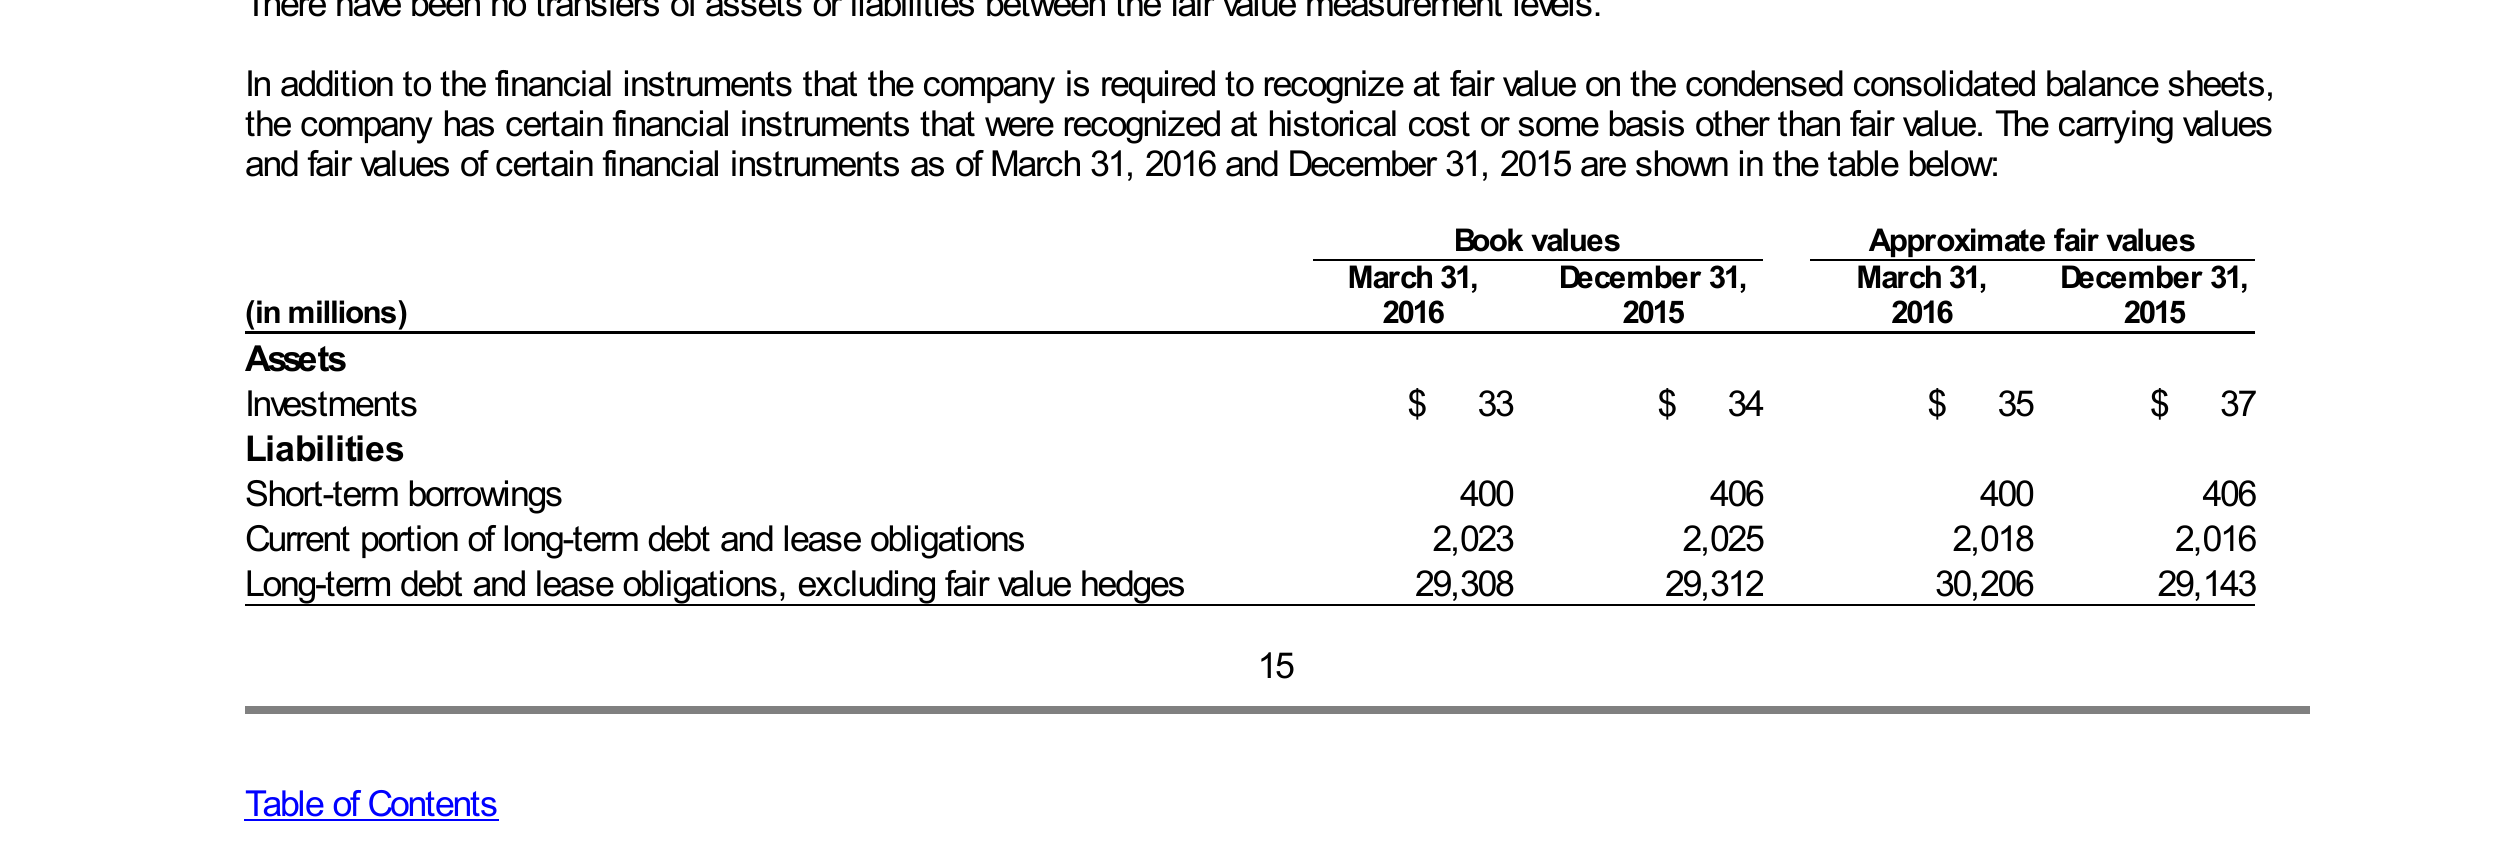 There have been no transfers of assets or liabilities between the fair value measurement levels.
In addition to the financial instruments that the company is required to recognize at fair value on the condensed consolidated balance sheets,
the company has certain financial instruments that were recognized at historical cost or some basis other than fair value. The carrying values
and fair values of certain financial instruments as of March 31, 2016 and December 31, 2015 are shown in the table below:
Book values Approximate fair values
March 31, December 31, March 31, December 31,
(in millions) 2016 2015 2016 2015
Assets
Investments $ 33 $ 34 $ 35 $ 37
Liabilities
Short-term borrowings 400 406 400 406
Current portion of long-term debt and lease obligations 2,023 2,025 2,018 2,016
Long-term debt and lease obligations, excluding fair value hedges 29,308 29,312 30,206 29,143
15
Table of Contents